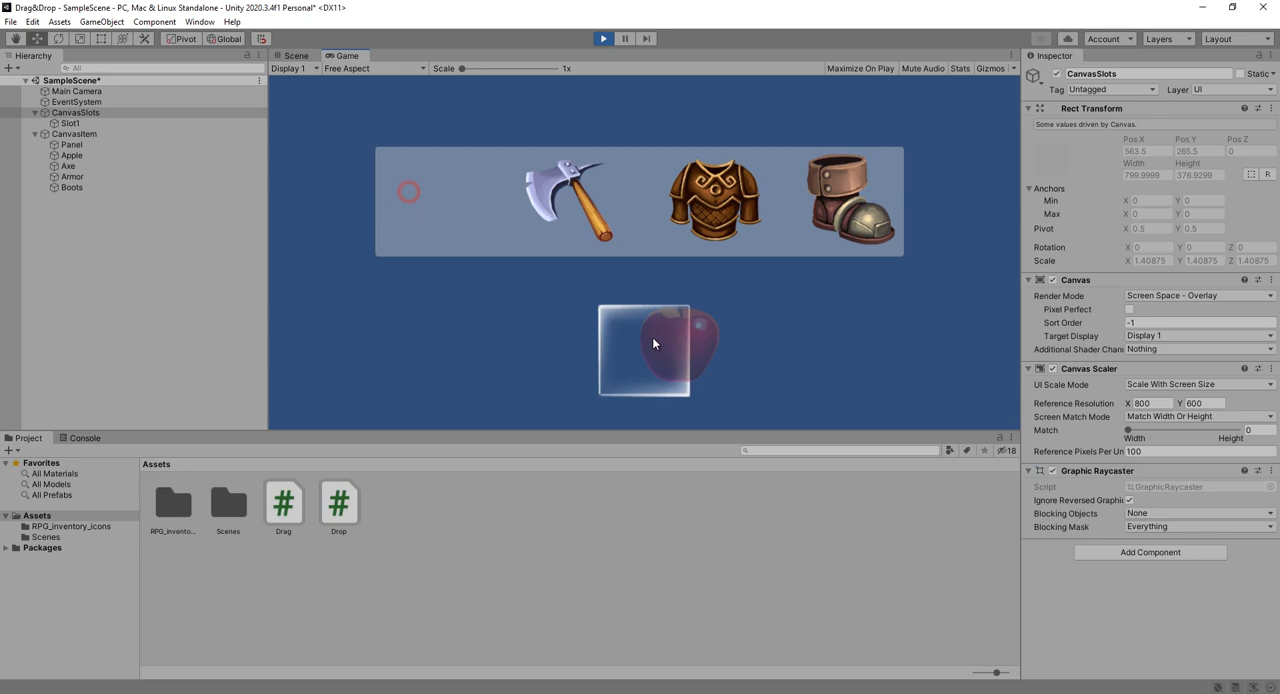 Drag&Drop - SampleScene - PC, Mac & Linux Standalone - Unity 2020.3.4f1 Personal* <DX11>
File Edit Assets GameObject Component Window Help
Pivot Global Account Layers Layout
Hierarchy Scene Game Inspector
All
Display 1 Free Aspect Scale 1x Maximize On Play Mute Audio Stats Gizmos
CanvasSlots Static
Tag Untagged Layer UI
SampleScene*
Main Camera
EventSystem
CanvasSlots
Slot1
CanvasItem
Panel
Apple
Axe
Armor
Boots
Rect Transform
Some values driven by Canvas.
Pos X Pos Y Pos Z
563.5 265.5 0
Width Height
799.9999 376.9299 R
Anchors
Min X 0 Y 0
Max X 0 Y 0
Pivot X 0.5 Y 0.5
Rotation X 0 Y 0 Z 0
Scale X 1.40875 Y 1.40875 Z 1.40875
Canvas
Render Mode Screen Space - Overlay
Pixel Perfect
Sort Order -1
Target Display Display 1
Additional Shader Chan Nothing
Canvas Scaler
UI Scale Mode Scale With Screen Size
Reference Resolution X 800 Y 600
Screen Match Mode Match Width Or Height
Match 0
Width Height
Reference Pixels Per Un 100
Graphic Raycaster
Script GraphicRaycaster
Ignore Reversed Graphic
Blocking Objects None
Blocking Mask Everything
Add Component
Project Console
18
Favorites
All Materials
All Models
All Prefabs
Assets
RPG_inventory_icons
Scenes
Packages
Assets
RPG_invento... Scenes Drag Drop